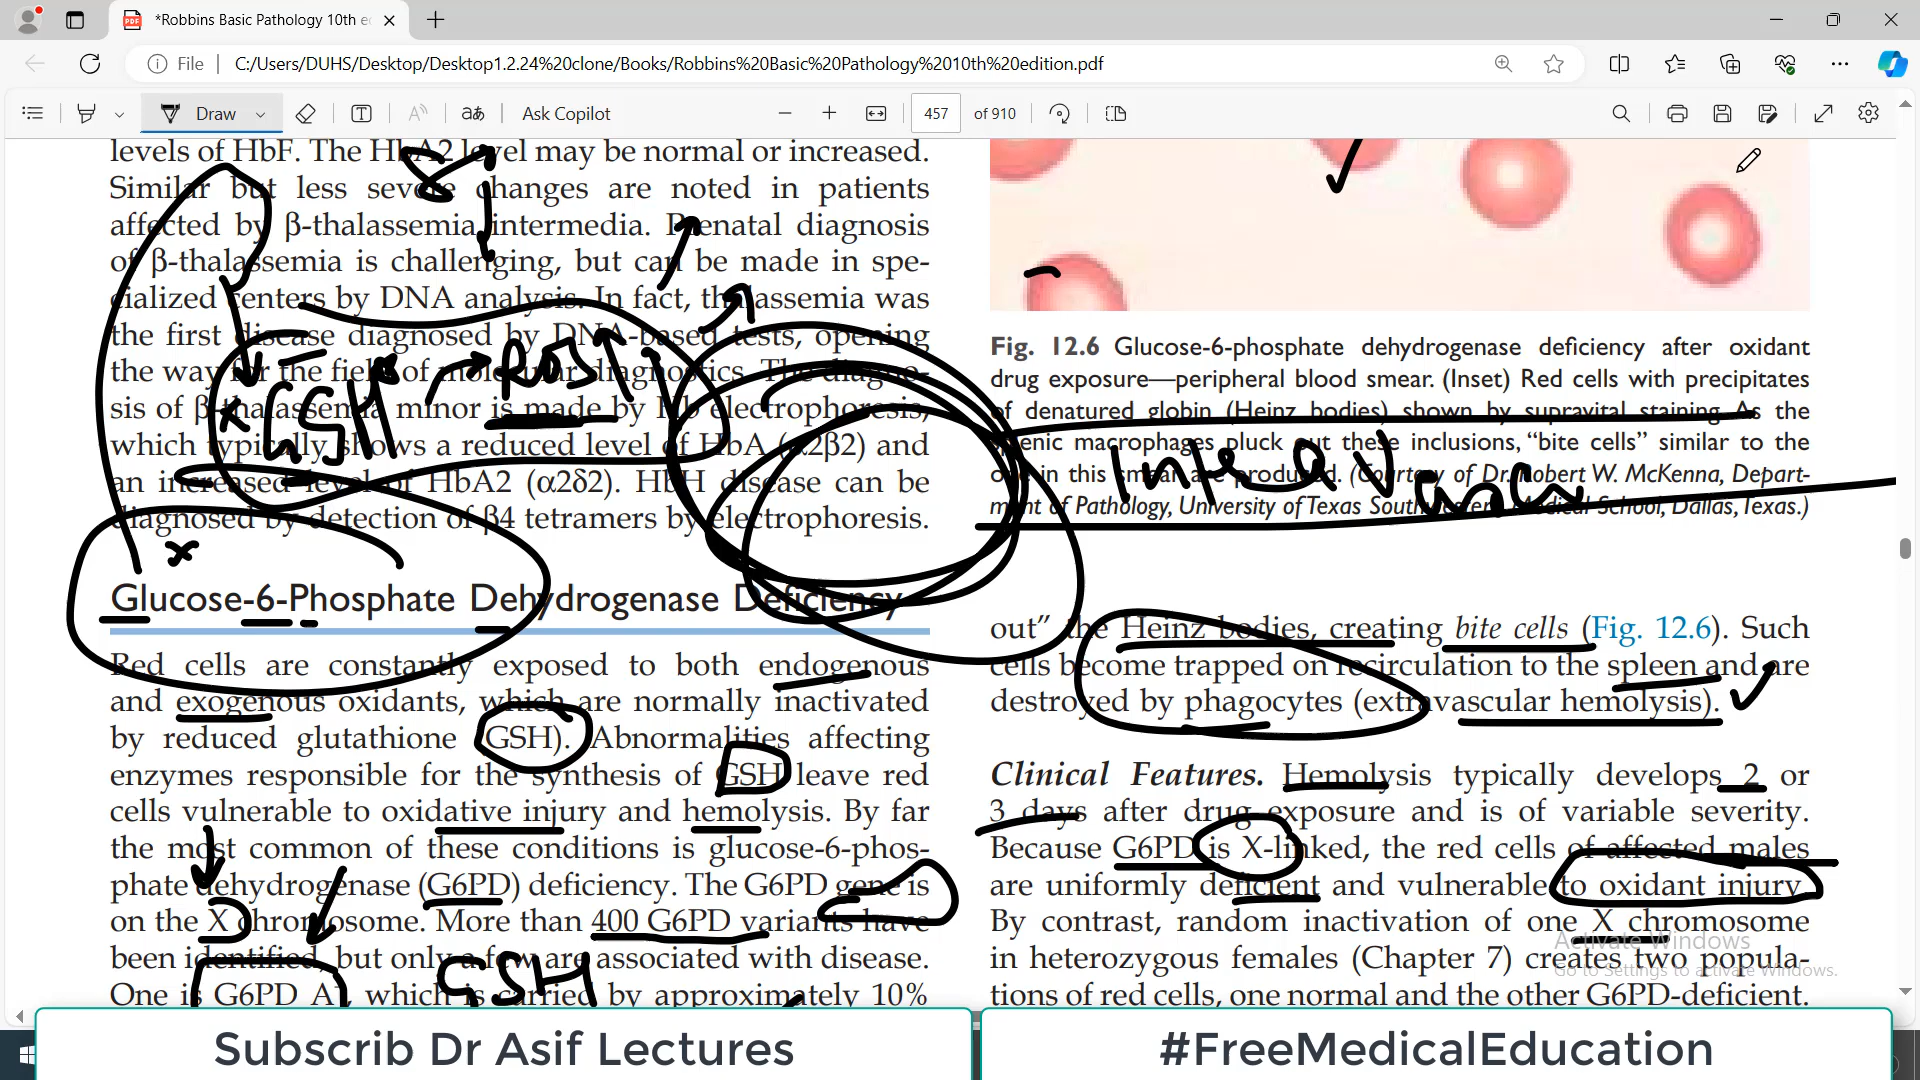 *Robbins Basic Pathology 10th e
File
C:/Users/DUHS/Desktop/Desktop1.2.24%20clone/Books/Robbins%20Basic%20Pathology%2010th%20edition.pdf
Draw
Ask Copilot
457 of 910
levels of HbF. The HbA2 level may be normal or increased.
Similar but less severe changes are noted in patients
affected by β-thalassemia intermedia. Prenatal diagnosis
of β-thalassemia is challenging, but can be made in spe-
cialized centers by DNA analysis. In fact, thalassemia was
the first disease diagnosed by DNA-based tests, opening
the way for the field of molecular diagnostics. The diagno-
sis of β-thalassemia minor is made by Hb electrophoresis,
which typically shows a reduced level of HbA (α2β2) and
an increased level of HbA2 (α2δ2). HbH disease can be
diagnosed by detection of β4 tetramers by electrophoresis.
GSH
ROS
Glucose-6-Phosphate Dehydrogenase Deficiency
Red cells are constantly exposed to both endogenous
and exogenous oxidants, which are normally inactivated
by reduced glutathione (GSH). Abnormalities affecting
enzymes responsible for the synthesis of GSH leave red
cells vulnerable to oxidative injury and hemolysis. By far
the most common of these conditions is glucose-6-phos-
phate dehydrogenase (G6PD) deficiency. The G6PD gene is
on the X chromosome. More than 400 G6PD variants have
been identified, but only a few are associated with disease.
One is G6PD A⁻, which is carried by approximately 10%
GSH
Fig. 12.6 Glucose-6-phosphate dehydrogenase deficiency after oxidant
drug exposure—peripheral blood smear. (Inset) Red cells with precipitates
of denatured globin (Heinz bodies) shown by supravital staining. As the
splenic macrophages pluck out these inclusions, “bite cells” similar to the
one in this smear are produced. (Courtesy of Dr. Robert W. McKenna, Depart-
ment of Pathology, University of Texas Southwestern Medical School, Dallas, Texas.)
out” the Heinz bodies, creating bite cells (Fig. 12.6). Such
cells become trapped on recirculation to the spleen and are
destroyed by phagocytes (extravascular hemolysis).
Clinical Features. Hemolysis typically develops 2 or
3 days after drug exposure and is of variable severity.
Because G6PD is X-linked, the red cells of affected males
are uniformly deficient and vulnerable to oxidant injury.
By contrast, random inactivation of one X chromosome
in heterozygous females (Chapter 7) creates two popula-
tions of red cells, one normal and the other G6PD-deficient.
Activate Windows
Go to Settings to activate Windows.
Subscrib Dr Asif Lectures
#FreeMedicalEducation